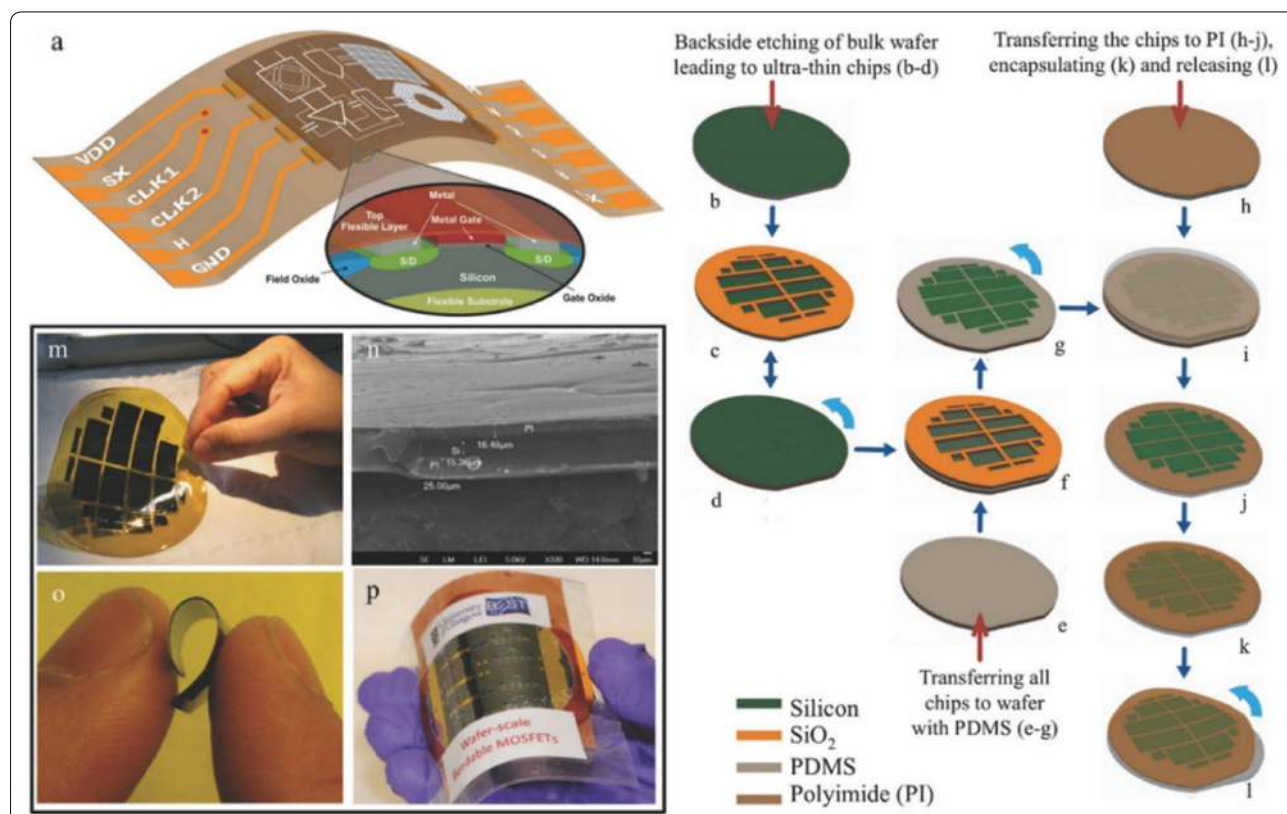 a
VDD
SX
CLK1
CLK2
H
GND
Metal
Top
Flexible Layer
Metal Gate
S/D
S/D
Field Oxide
Silicon
Gate Oxide
Flexible Substrate
Backside etching of bulk wafer
leading to ultra-thin chips (b-d)
Transferring the chips to PI (h-j),
encapsulating (k) and releasing (l)
b
h
c
g
i
d
f
j
e
k
Transferring all
chips to wafer
with PDMS (e-g)
l
Silicon
SiO₂
PDMS
Polyimide (PI)
m
n
PI
16.48µm
Si
PI
25.00µm
o
p
Wafer-scale
Bendable MOSFETs